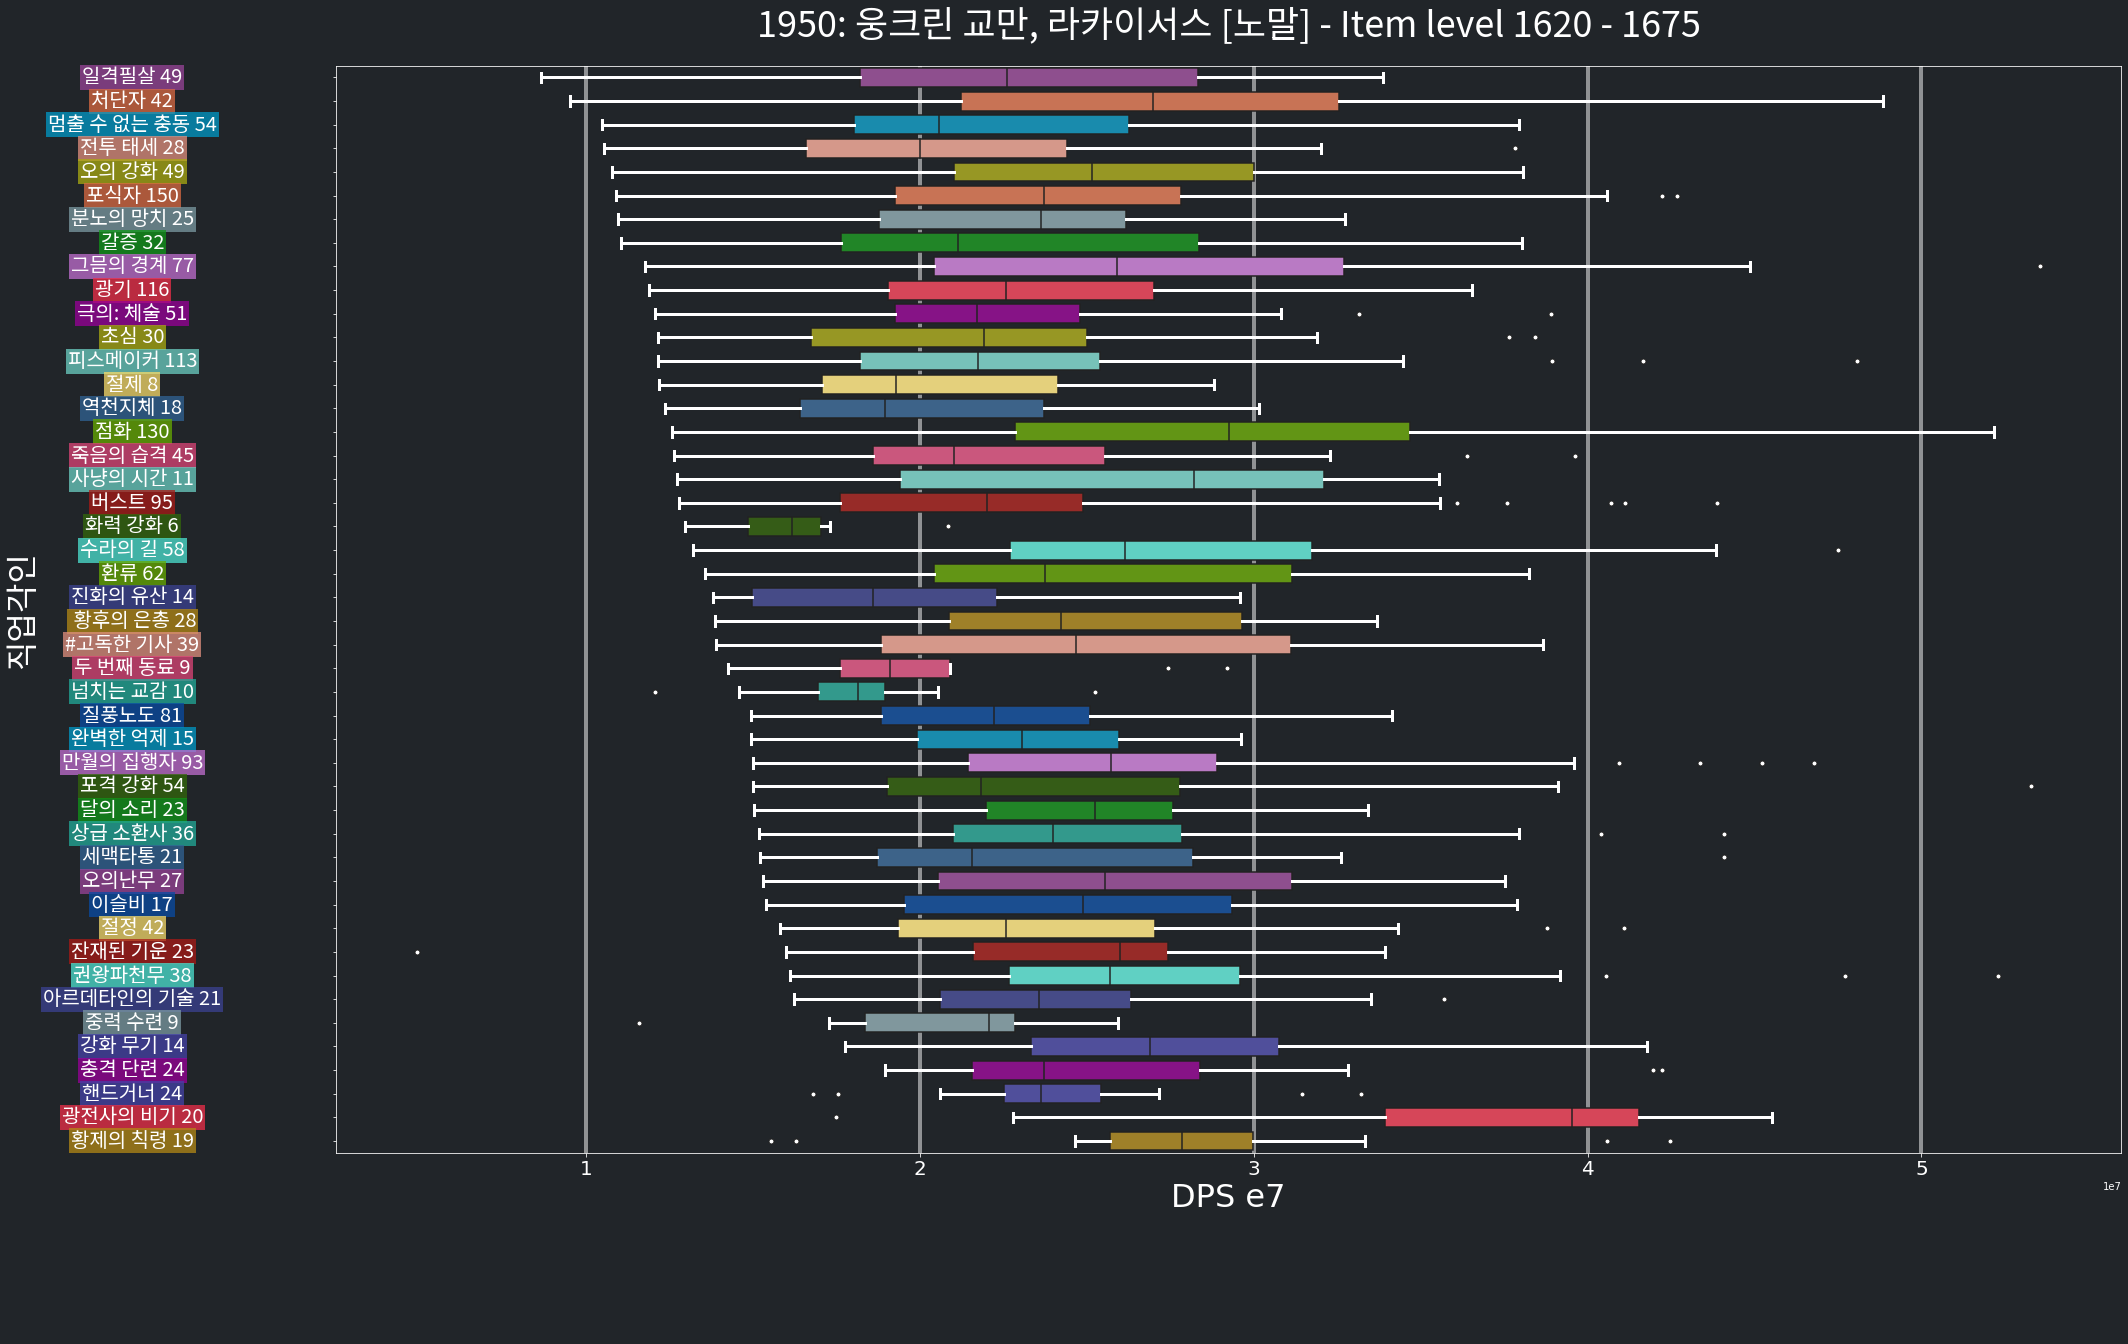 1950: 웅크린 교만, 라카이서스 [노말] - Item level 1620 - 1675
일격필살 49
처단자 42
멈출 수 없는 충동 54
전투 태세 28
오의 강화 49
포식자 150
분노의 망치 25
갈증 32
그믐의 경계 77
광기 116
극의: 체술 51
초심 30
피스메이커 113
절제 8
역천지체 18
점화 130
죽음의 습격 45
사냥의 시간 11
버스트 95
화력 강화 6
수라의 길 58
환류 62
진화의 유산 14
황후의 은총 28
#고독한 기사 39
두 번째 동료 9
넘치는 교감 10
질풍노도 81
완벽한 억제 15
만월의 집행자 93
포격 강화 54
달의 소리 23
상급 소환사 36
세맥타통 21
오의난무 27
이슬비 17
절정 42
잔재된 기운 23
권왕파천무 38
아르데타인의 기술 21
중력 수련 9
강화 무기 14
충격 단련 24
핸드거너 24
광전사의 비기 20
황제의 칙령 19
직업각인
1 2 3 4 5
1e7
DPS e7